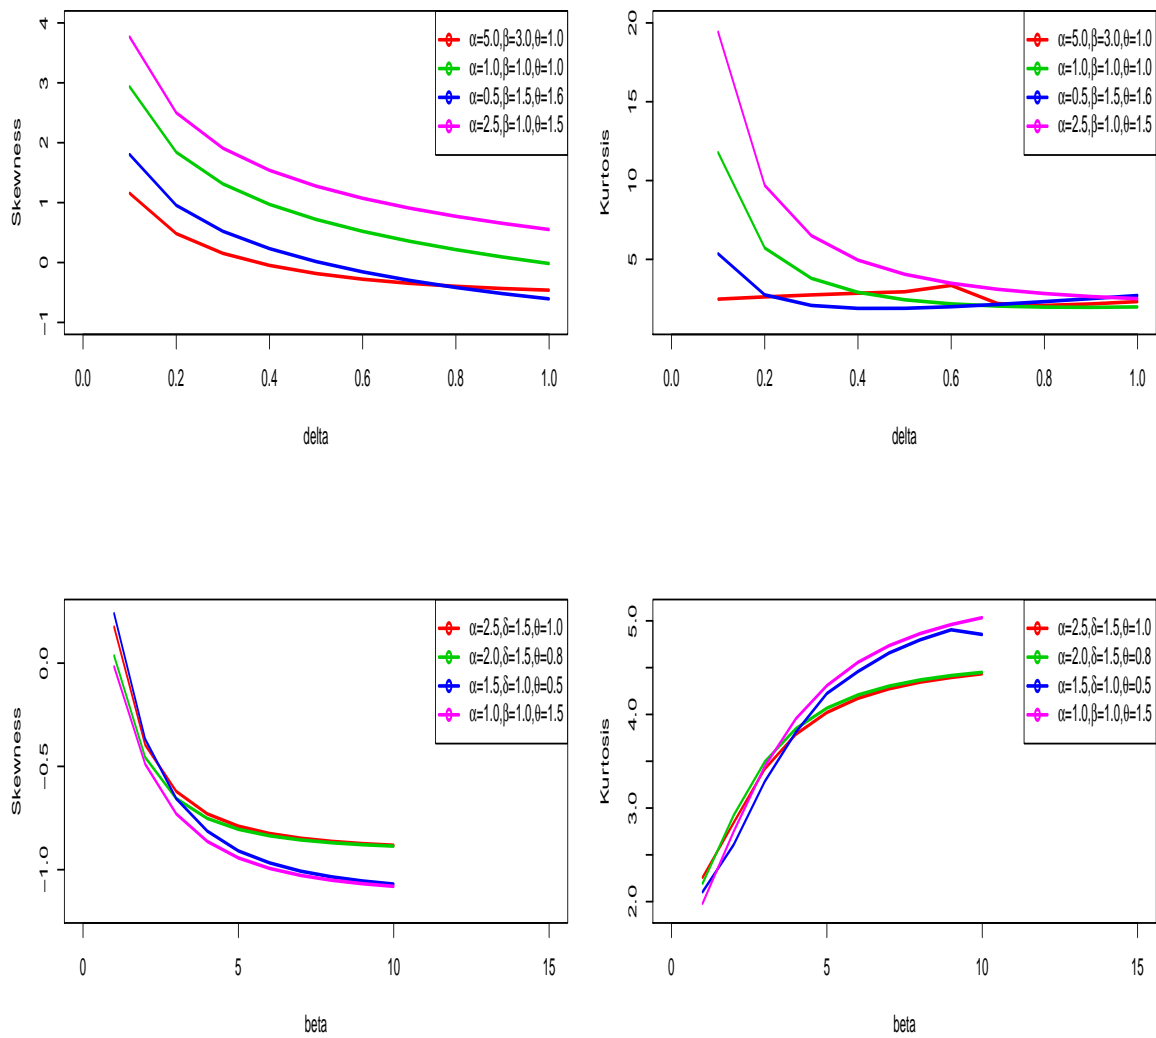 Skewness
−1
0
1
2
3
4
0.0 0.2 0.4 0.6 0.8 1.0
delta
α=5.0,β=3.0,θ=1.0
α=1.0,β=1.0,θ=1.0
α=0.5,β=1.5,θ=1.6
α=2.5,β=1.0,θ=1.5
Kurtosis
5
10
15
20
0.0 0.2 0.4 0.6 0.8 1.0
delta
α=5.0,β=3.0,θ=1.0
α=1.0,β=1.0,θ=1.0
α=0.5,β=1.5,θ=1.6
α=2.5,β=1.0,θ=1.5
Skewness
−1.0
−0.5
0.0
0 5 10 15
beta
α=2.5,δ=1.5,θ=1.0
α=2.0,δ=1.5,θ=0.8
α=1.5,δ=1.0,θ=0.5
α=1.0,β=1.0,θ=1.5
Kurtosis
2.0
3.0
4.0
5.0
0 5 10 15
beta
α=2.5,δ=1.5,θ=1.0
α=2.0,δ=1.5,θ=0.8
α=1.5,δ=1.0,θ=0.5
α=1.0,β=1.0,θ=1.5